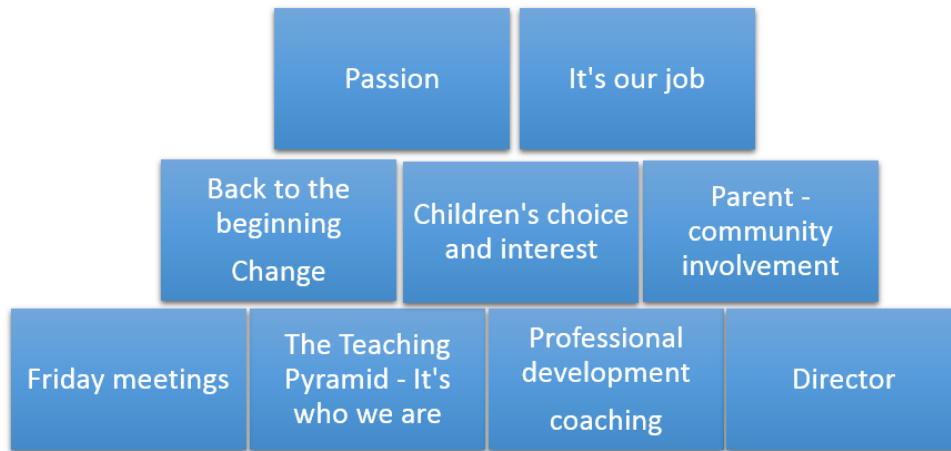 Passion
It's our job
Back to the
beginning
Change
Children's choice
and interest
Parent -
community
involvement
Friday meetings
The Teaching
Pyramid - It's
who we are
Professional
development
coaching
Director